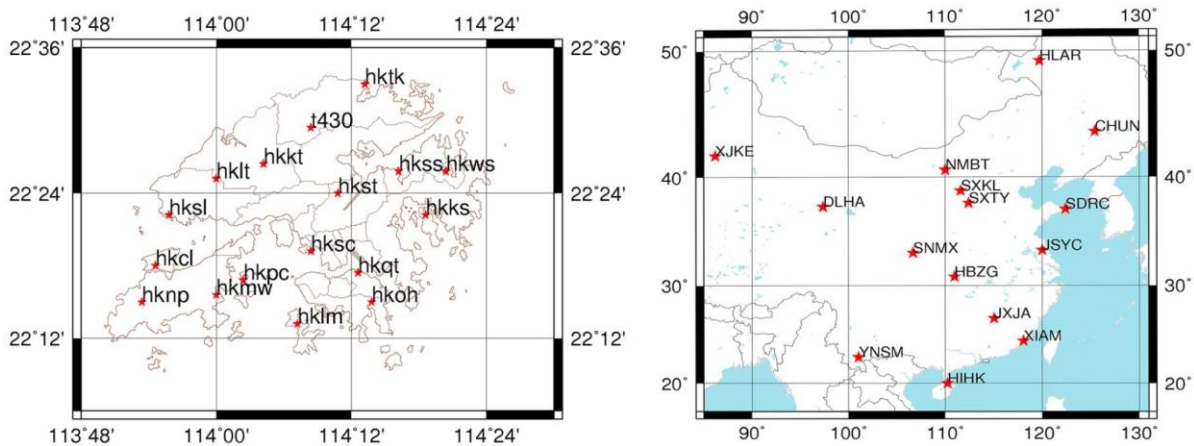 113˚48' 114˚00' 114˚12' 114˚24'
22˚36' 22˚36'
hktk
t430
hkkt
hklt
hkss hkws
22˚24' 22˚24'
hkst
hksl
hkks
hksc
hkcl
hkqt
hkpc
hkmw
hknp
hkoh
hklm
22˚12' 22˚12'
113˚48' 114˚00' 114˚12' 114˚24'
90˚ 100˚ 110˚ 120˚ 130˚
50˚ 50˚
HLAR
CHUN
XJKE
NMBT
40˚ 40˚
SXKL
SXTY
DLHA
SDRC
SNMX
JSYC
HBZG
30˚ 30˚
JXJA
XIAM
YNSM
HIHK
20˚ 20˚
90˚ 100˚ 110˚ 120˚ 130˚